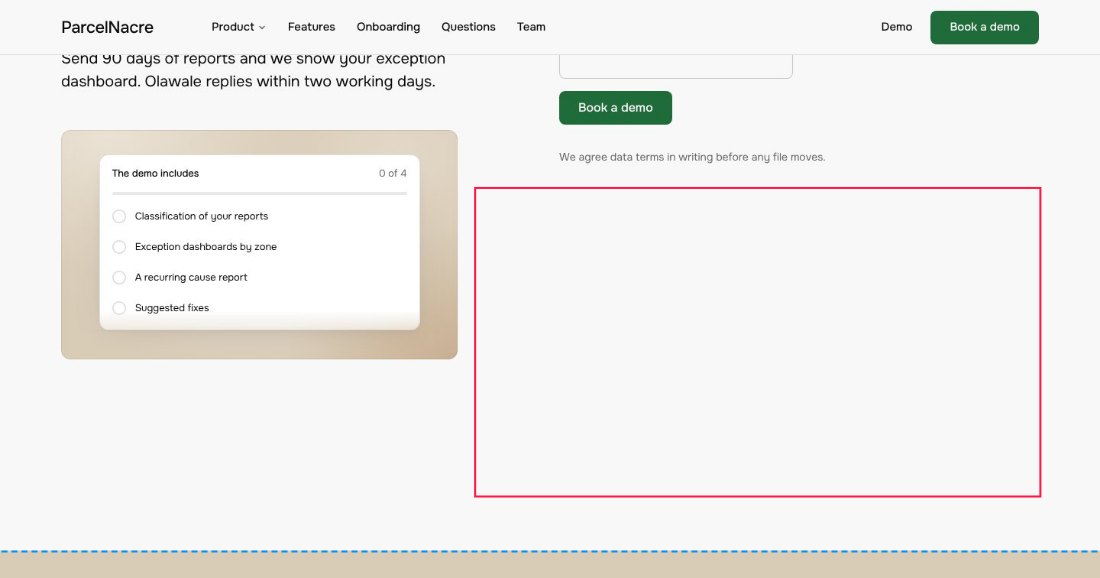 ParcelNacre
Product
Features
Onboarding
Questions
Team
Demo
Book a demo
Send 90 days of reports and we show your exception
dashboard. Olawale replies within two working days.
Book a demo
We agree data terms in writing before any file moves.
The demo includes
0 of 4
Classification of your reports
Exception dashboards by zone
A recurring cause report
Suggested fixes